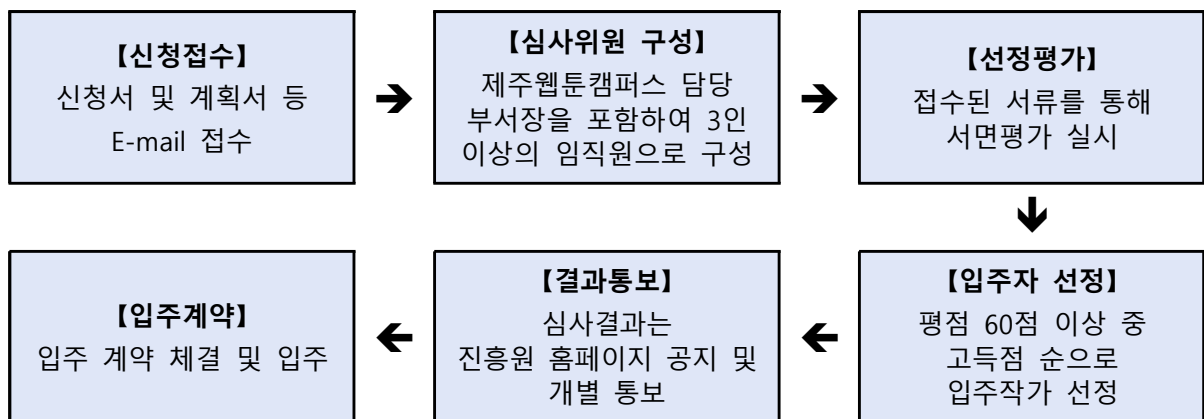 【신청접수】
신청서 및 계획서 등
E-mail 접수
【심사위원 구성】
제주웹툰캠퍼스 담당
부서장을 포함하여 3인
이상의 임직원으로 구성
【선정평가】
접수된 서류를 통해
서면평가 실시
【입주자 선정】
평점 60점 이상 중
고득점 순으로
입주작가 선정
【결과통보】
심사결과는
진흥원 홈페이지 공지 및
개별 통보
【입주계약】
입주 계약 체결 및 입주